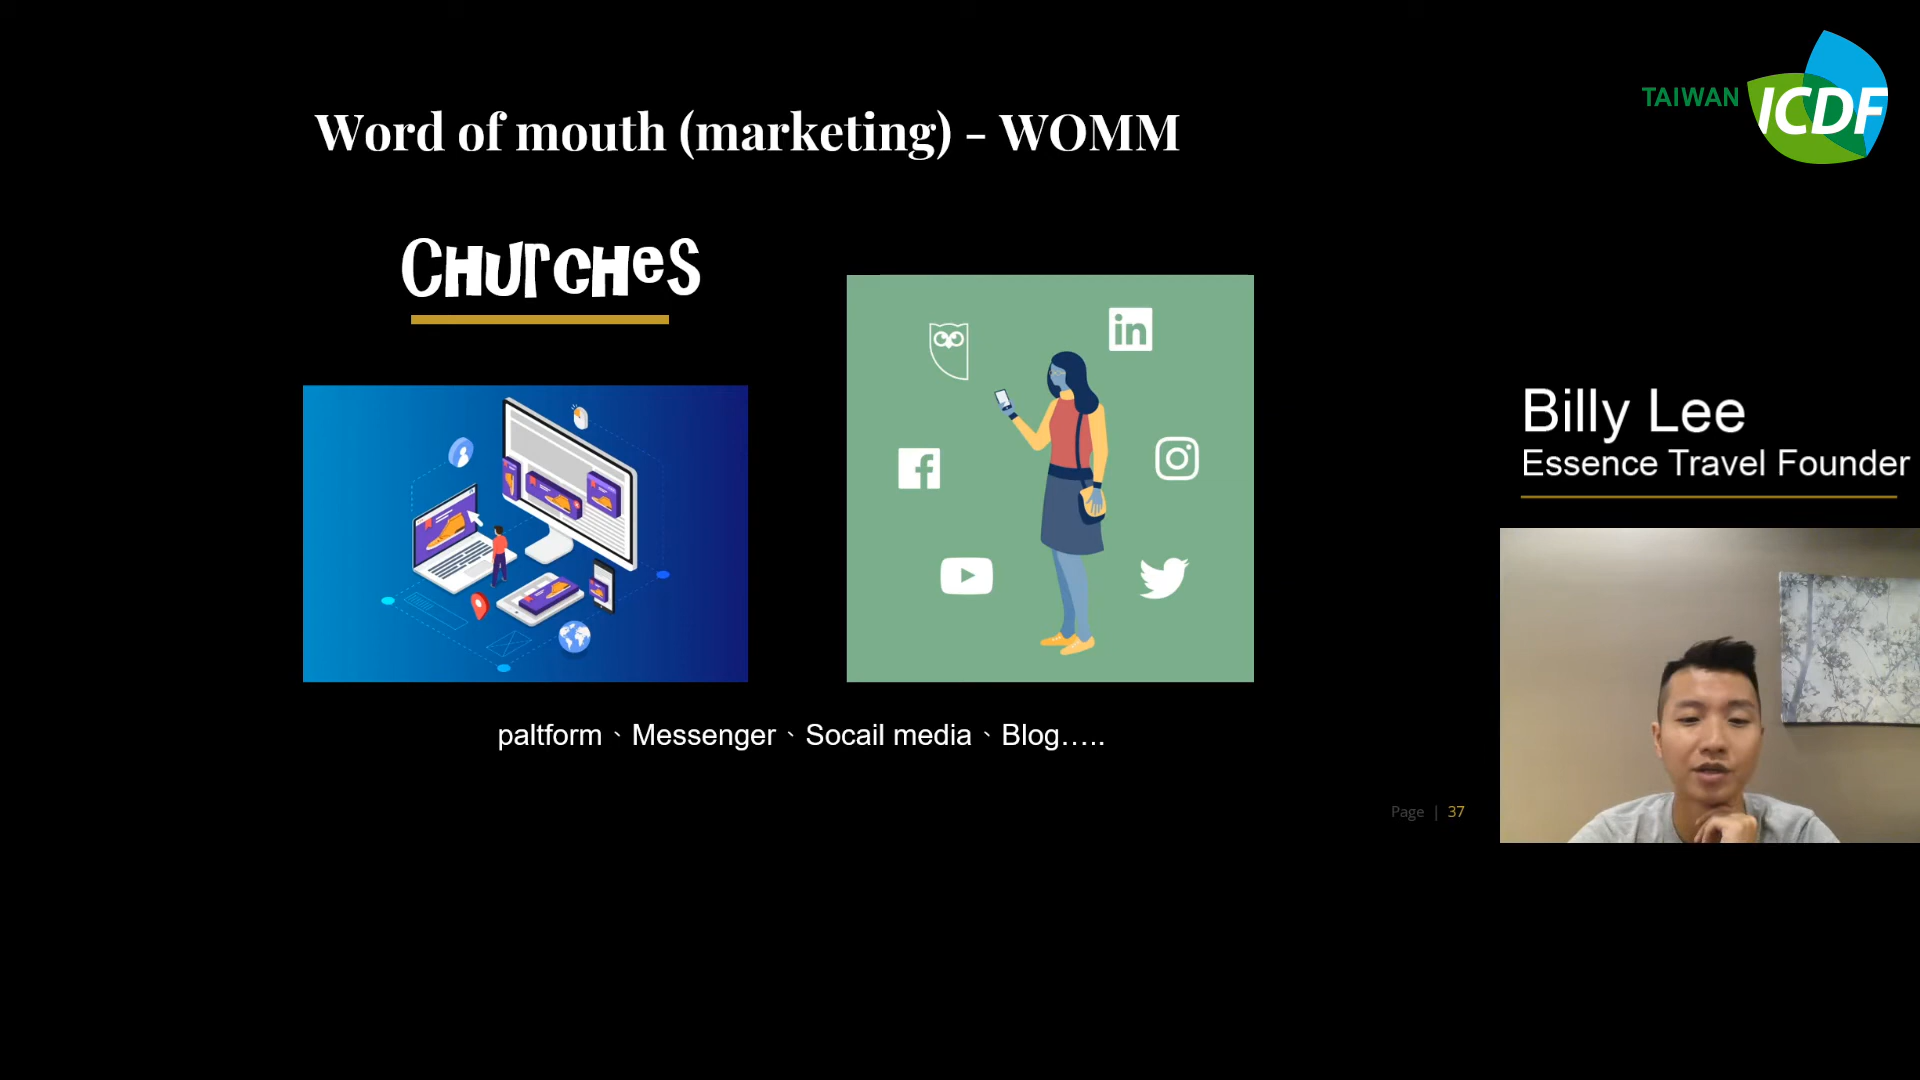 TAIWAN ICDF
Word of mouth (marketing) - WOMM
CHurcHes
in
f
paltform、Messenger、Socail media、Blog.....
Billy Lee
Essence Travel Founder
Page | 37